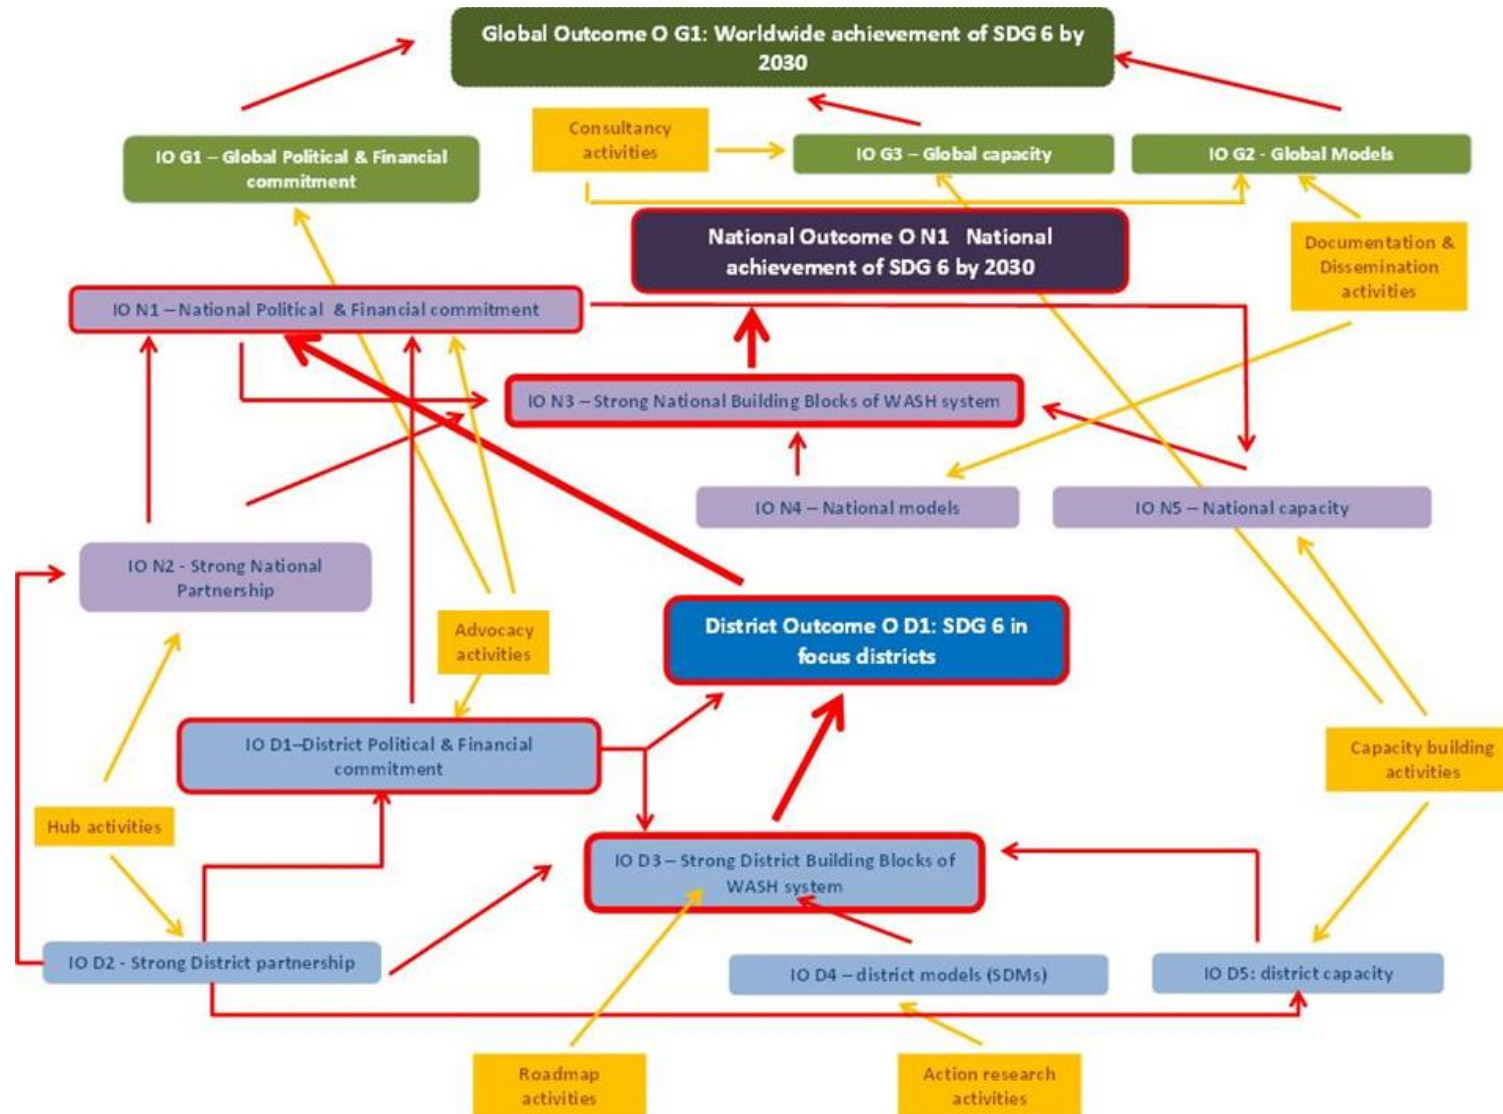 Global Outcome O G1: Worldwide achievement of SDG 6 by
2030
Consultancy
activities
IO G1 – Global Political & Financial
commitment
IO G3 – Global capacity
IO G2 - Global Models
National Outcome O N1   National
achievement of SDG 6 by 2030
Documentation &
Dissemination
activities
IO N1 – National Political  & Financial commitment
IO N3 – Strong National Building Blocks of WASH system
IO N4 – National models
IO N5 – National capacity
IO N2 - Strong National
Partnership
Advocacy
activities
District Outcome O D1: SDG 6 in
focus districts
IO D1–District Political & Financial
commitment
Capacity building
activities
Hub activities
IO D3 – Strong District Building Blocks of
WASH system
IO D2 - Strong District partnership
IO D4 – district models (SDMs)
IO D5: district capacity
Roadmap
activities
Action research
activities